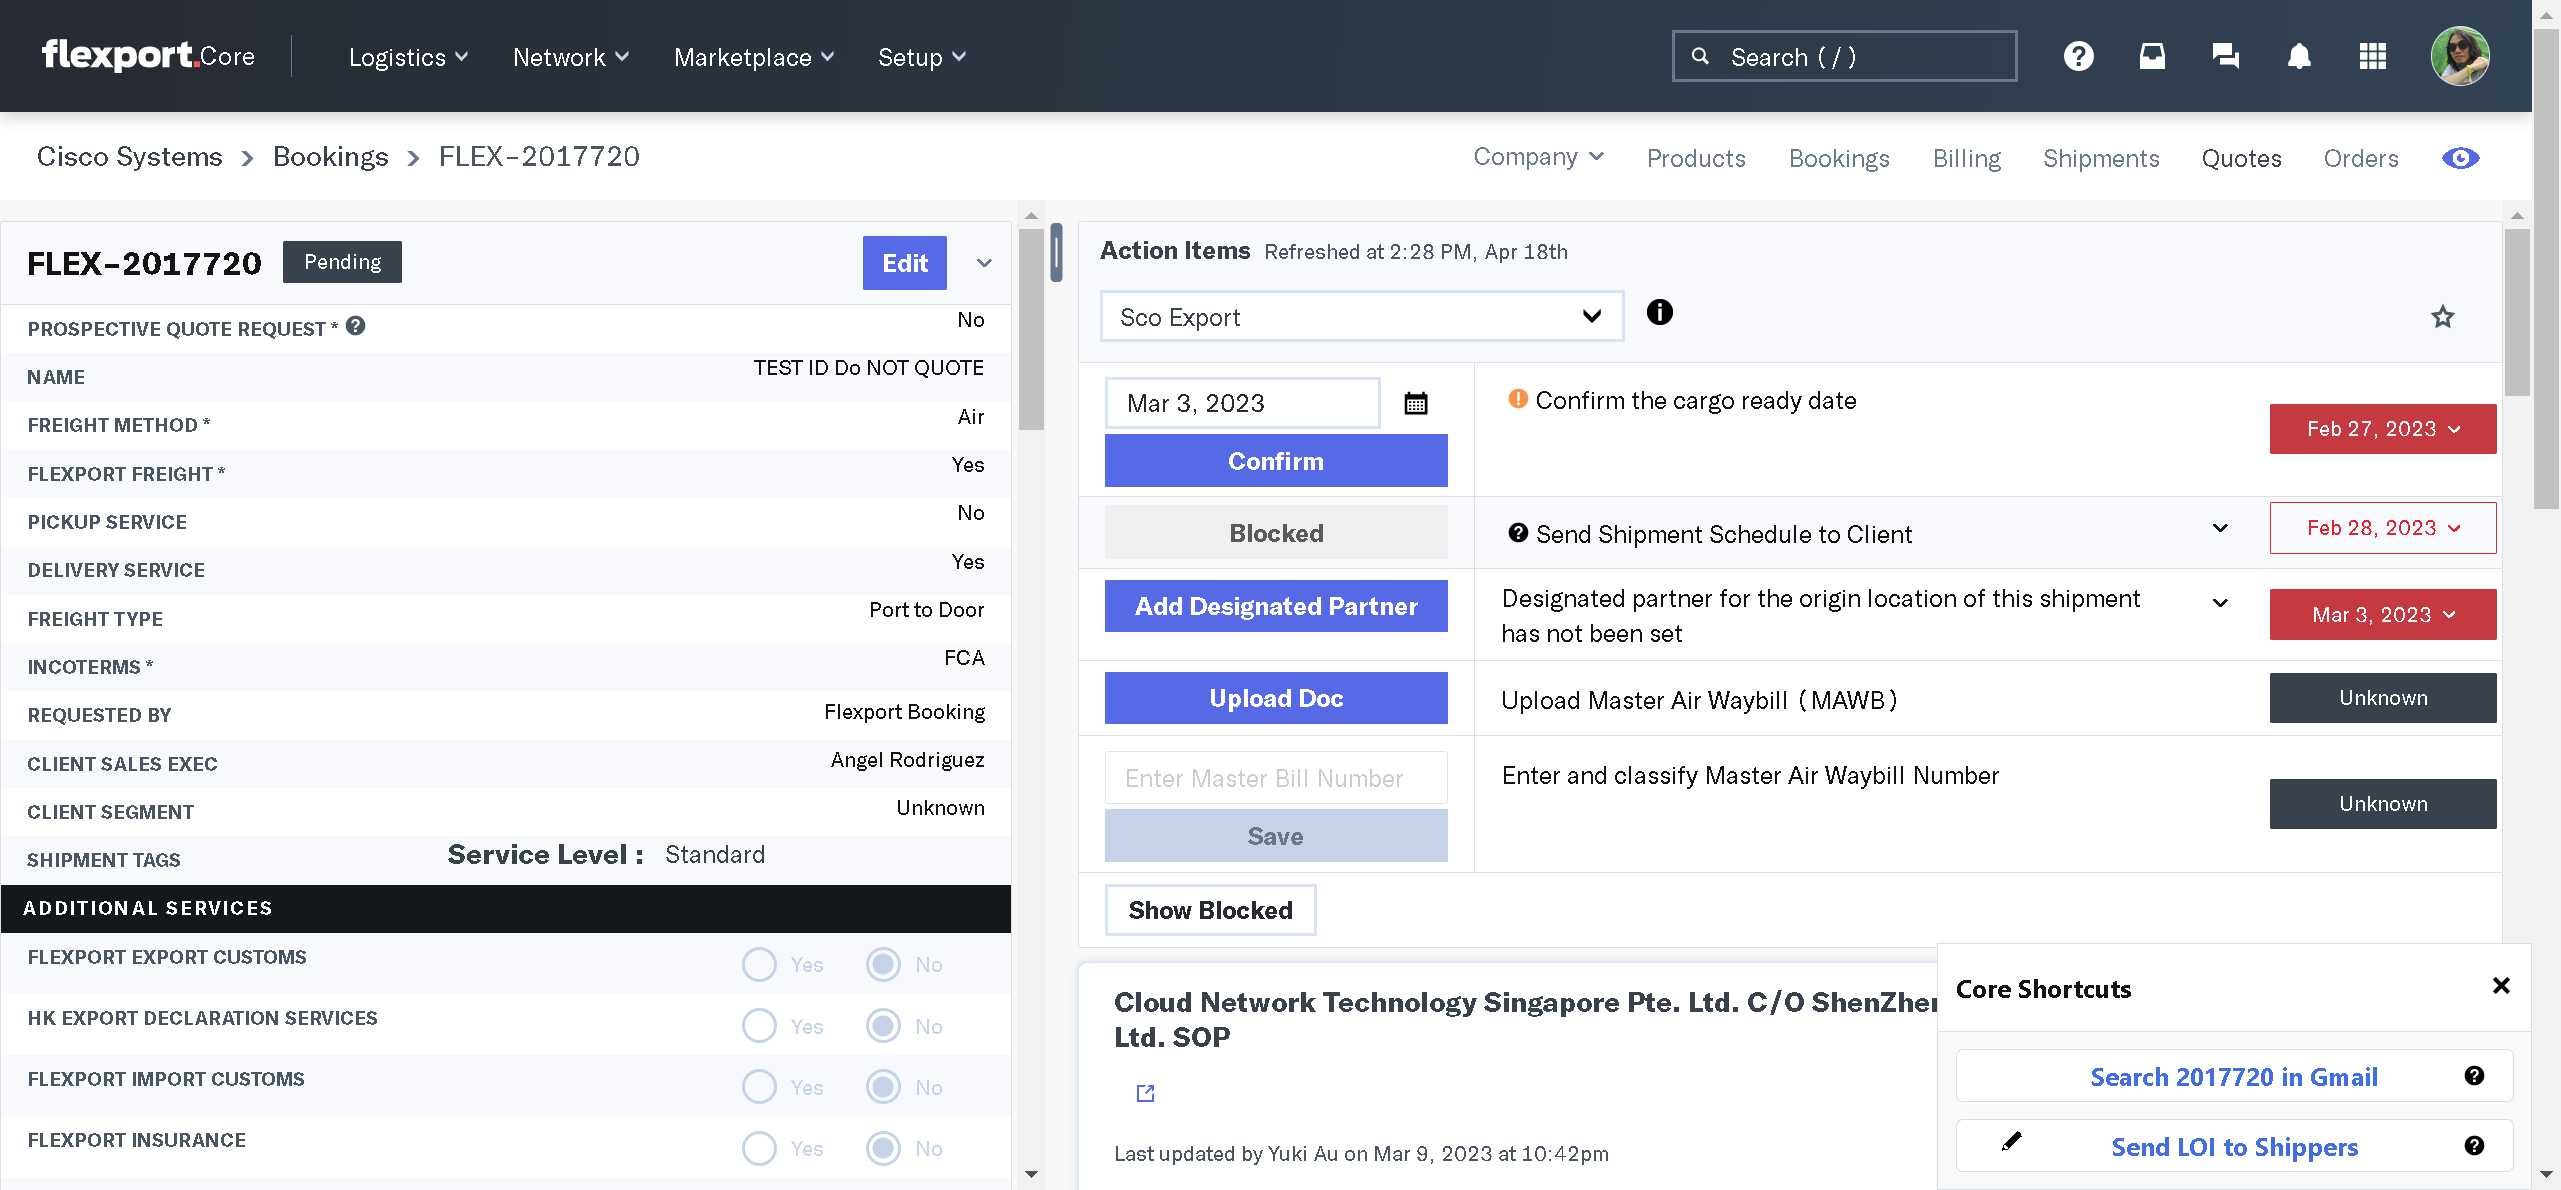 flexport.Core
Logistics
Network
Marketplace
Setup
Search ( / )
Cisco Systems > Bookings > FLEX-2017720
Company
Products
Bookings
Billing
Shipments
Quotes
Orders
FLEX-2017720
Pending
Edit
PROSPECTIVE QUOTE REQUEST * No
NAME TEST ID Do NOT QUOTE
FREIGHT METHOD * Air
FLEXPORT FREIGHT * Yes
PICKUP SERVICE No
DELIVERY SERVICE Yes
FREIGHT TYPE Port to Door
INCOTERMS * FCA
REQUESTED BY Flexport Booking
CLIENT SALES EXEC Angel Rodriguez
CLIENT SEGMENT Unknown
SHIPMENT TAGS Service Level : Standard
ADDITIONAL SERVICES
FLEXPORT EXPORT CUSTOMS Yes No
HK EXPORT DECLARATION SERVICES Yes No
FLEXPORT IMPORT CUSTOMS Yes No
FLEXPORT INSURANCE Yes No
Action Items Refreshed at 2:28 PM, Apr 18th
Sco Export
Mar 3, 2023
Confirm
Confirm the cargo ready date
Feb 27, 2023
Blocked
Send Shipment Schedule to Client
Feb 28, 2023
Add Designated Partner
Designated partner for the origin location of this shipment
has not been set
Mar 3, 2023
Upload Doc
Upload Master Air Waybill (MAWB)
Unknown
Enter Master Bill Number
Save
Enter and classify Master Air Waybill Number
Unknown
Show Blocked
Cloud Network Technology Singapore Pte. Ltd. C/O ShenZhen
Ltd. SOP
Last updated by Yuki Au on Mar 9, 2023 at 10:42pm
Core Shortcuts
Search 2017720 in Gmail
Send LOI to Shippers